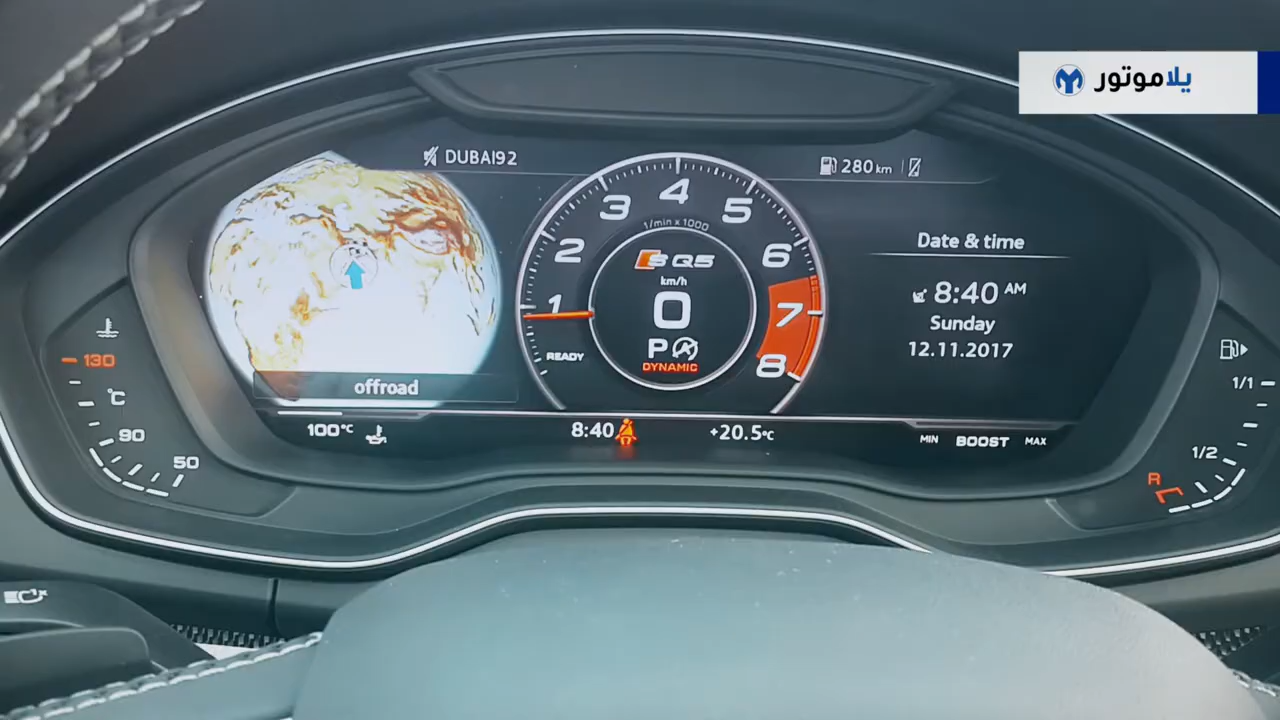 يلاموتور
DUBAI92
280 km
1 2 3 4 5 6 7 8
1/min x 1000
SQ5
km/h
0
P
DYNAMIC
READY
offroad
Date & time
8:40 AM
Sunday
12.11.2017
130
°C
90
50
100°C
8:40
+20.5°C
MIN BOOST MAX
1/1
1/2
R